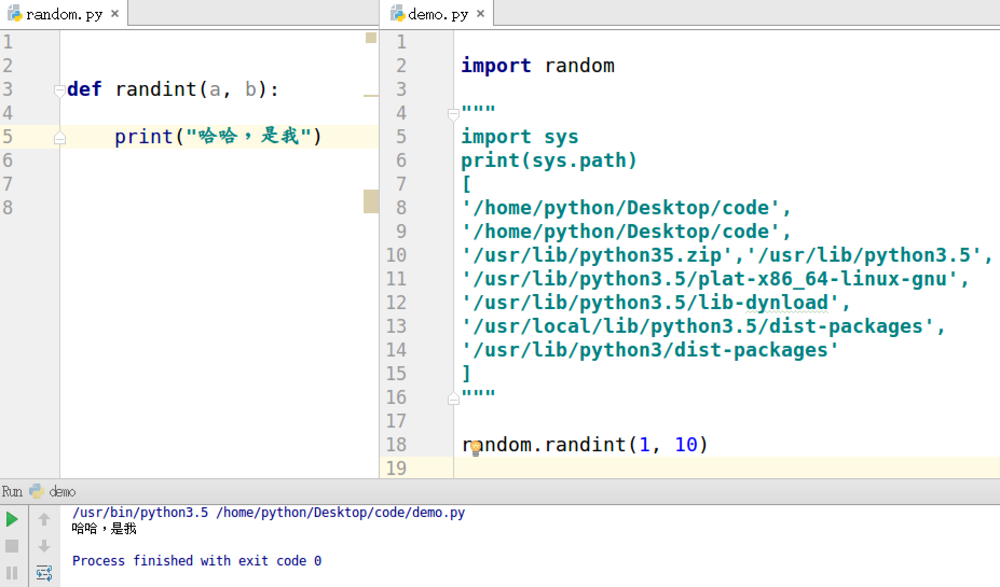 random.py
1
2
3 def randint(a, b):
4
5     print("哈哈，是我")
6
7
8
demo.py
1
2 import random
3
4 """
5 import sys
6 print(sys.path)
7 [
8 '/home/python/Desktop/code',
9 '/home/python/Desktop/code',
10 '/usr/lib/python35.zip','/usr/lib/python3.5',
11 '/usr/lib/python3.5/plat-x86_64-linux-gnu',
12 '/usr/lib/python3.5/lib-dynload',
13 '/usr/local/lib/python3.5/dist-packages',
14 '/usr/lib/python3/dist-packages'
15 ]
16 """
17
18 random.randint(1, 10)
19
Run demo
/usr/bin/python3.5 /home/python/Desktop/code/demo.py
哈哈，是我
Process finished with exit code 0